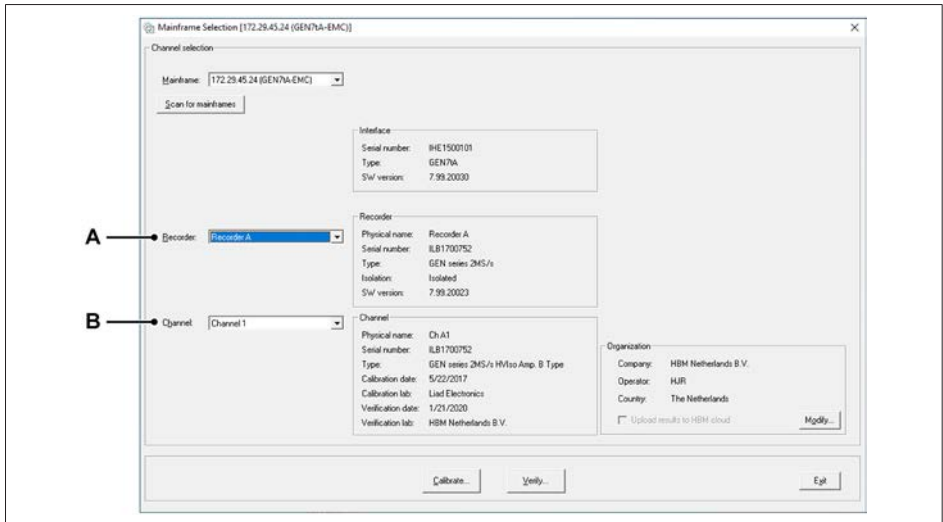 Mainframe Selection [172.29.45.24 (GEN7tA-EMC)]
Channel selection
Mainframe: 172.29.45.24 (GEN7tA-EMC)
Scan for mainframes
Interface
Serial number: IHE1500101
Type: GEN7tA
SW version: 7.99.20030
A
Recorder: Recorder A
Recorder
Physical name: Recorder A
Serial number: ILB1700752
Type: GEN series 2MS/s
Isolation: Isolated
SW version: 7.99.20023
B
Channel: Channel 1
Channel
Physical name: Ch A1
Serial number: ILB1700752
Type: GEN series 2MS/s HVIso Amp. B Type
Calibration date: 5/22/2017
Calibration lab: Liad Electronics
Verification date: 1/21/2020
Verification lab: HBM Netherlands B.V.
Organization
Company: HBM Netherlands B.V.
Operator: HJR
Country: The Netherlands
Upload results to HBM cloud
Modify...
Calibrate...
Verify...
Exit